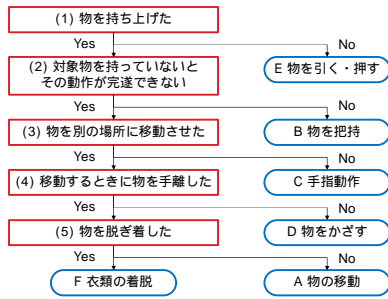 (1) 物を持ち上げた
Yes
No
(2) 対象物を持っていないと
その動作が完遂できない
E 物を引く・押す
Yes
No
(3) 物を別の場所に移動させた
B 物を把持
Yes
No
(4) 移動するときに物を手離した
C 手指動作
Yes
No
(5) 物を脱ぎ着した
D 物をかざす
Yes
No
F 衣類の着脱
A 物の移動